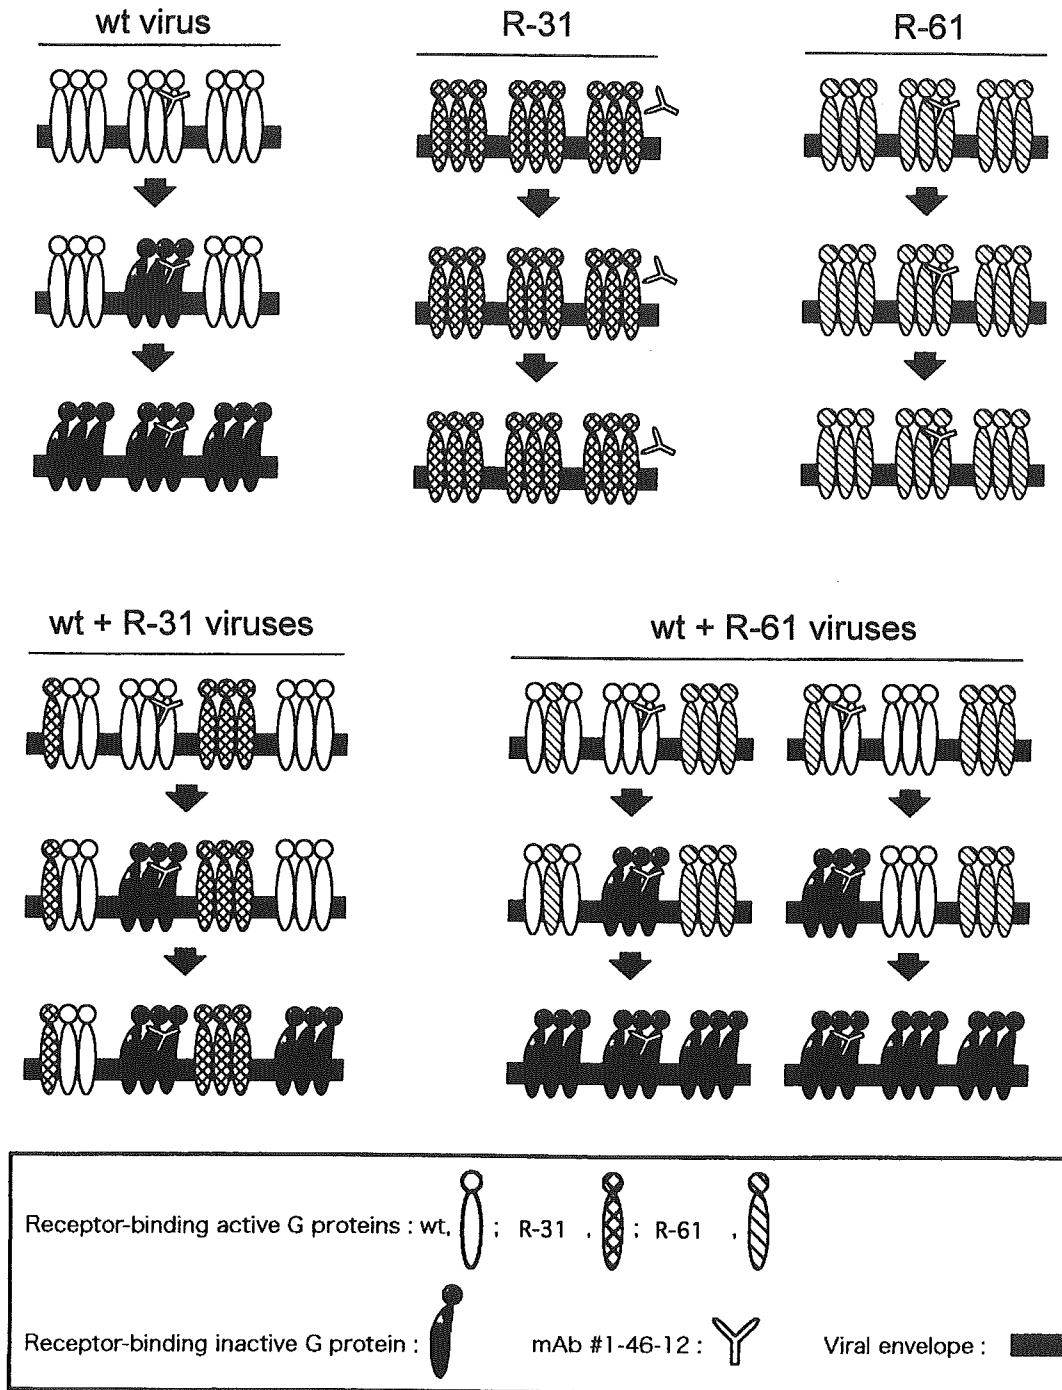 wt virus
R-31
R-61
wt + R-31 viruses
wt + R-61 viruses
Receptor-binding active G proteins : wt, ; R-31 , ; R-61 ,
Receptor-binding inactive G protein : mAb #1-46-12 : Viral envelope :